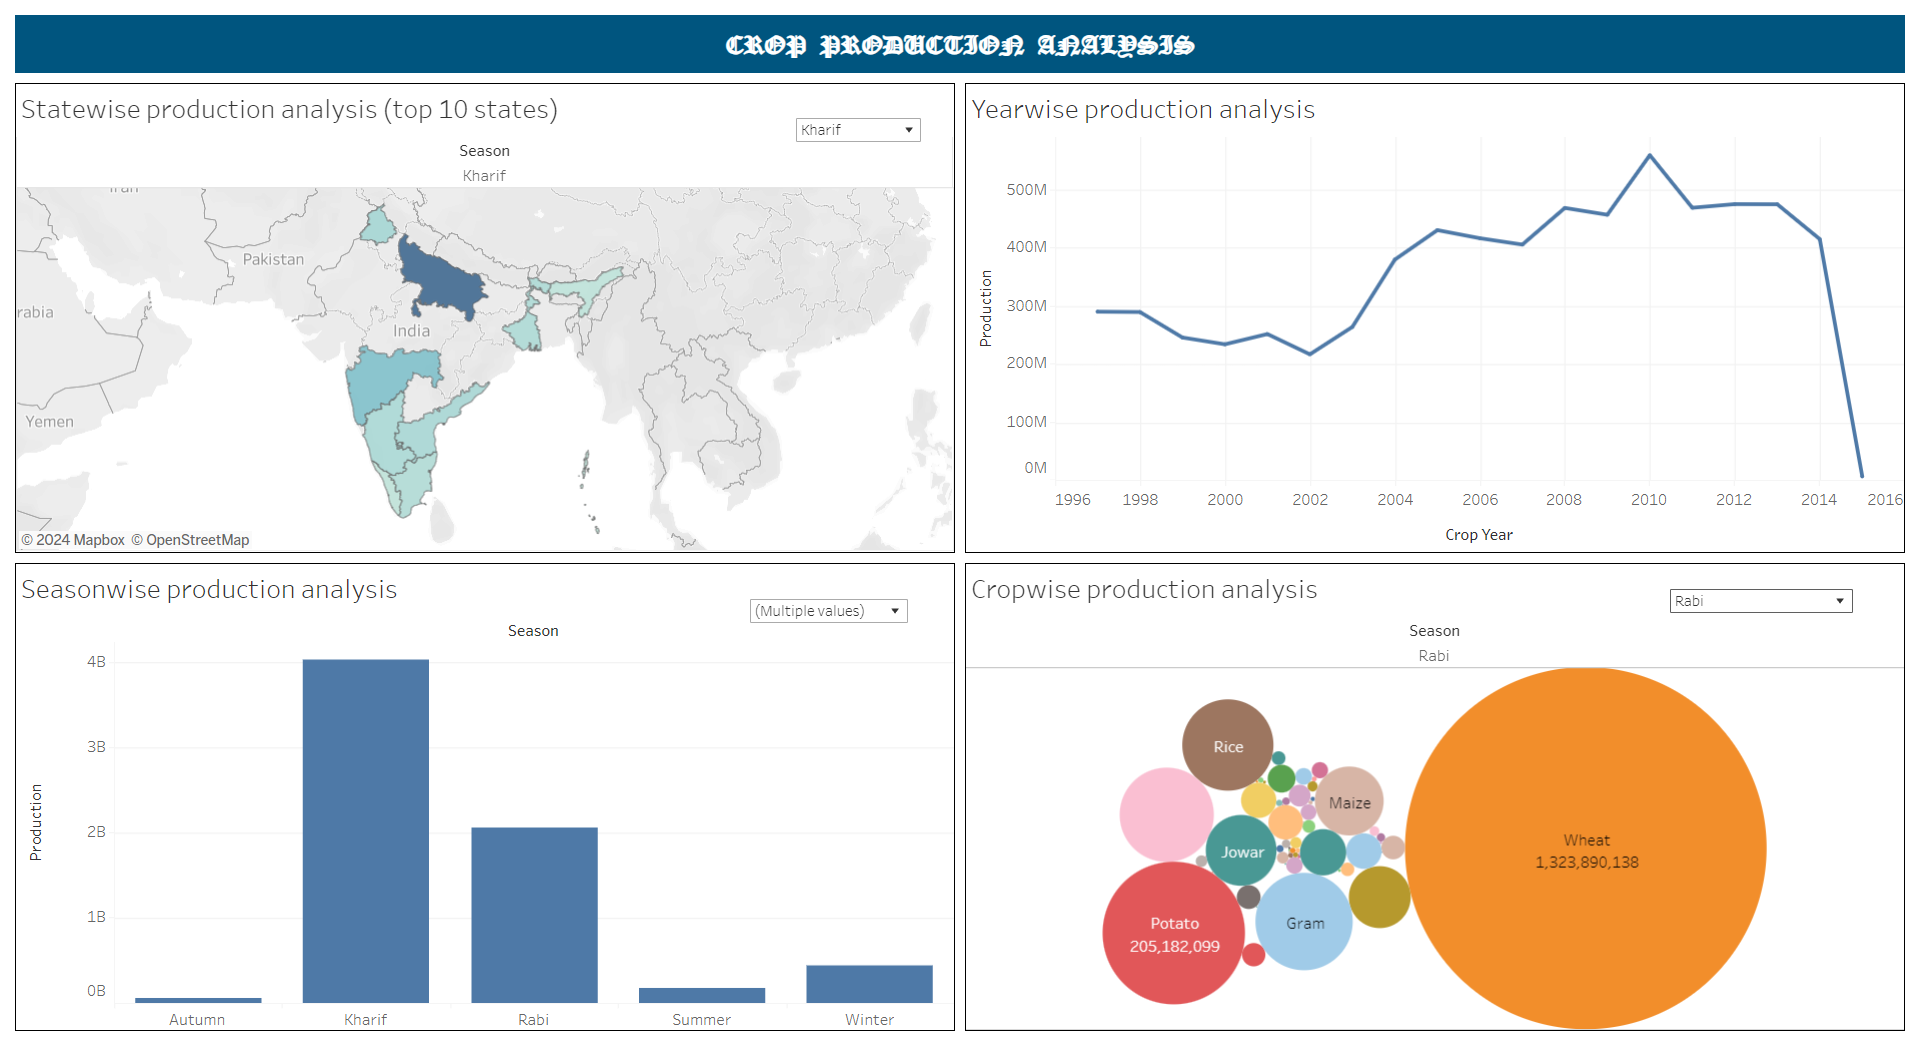 CROP PRODUCTION ANALYSIS
Statewise production analysis (top 10 states)
Kharif
Season
Kharif
Pakistan
rabia
India
Yemen
© 2024 Mapbox © OpenStreetMap
Yearwise production analysis
Production
500M
400M
300M
200M
100M
0M
1996 1998 2000 2002 2004 2006 2008 2010 2012 2014 2016
Crop Year
Seasonwise production analysis
(Multiple values)
Season
Production
4B
3B
2B
1B
0B
Autumn Kharif Rabi Summer Winter
Cropwise production analysis
Rabi
Season
Rabi
Rice
Maize
Jowar
Wheat
1,323,890,138
Potato
205,182,099
Gram